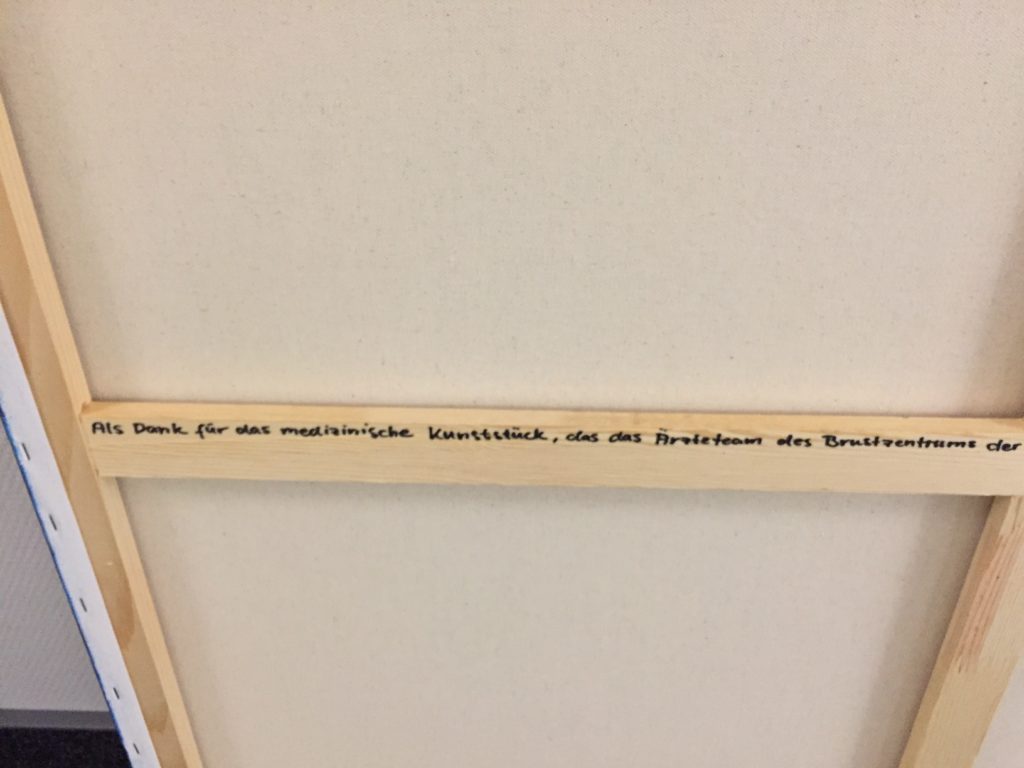 Als Dank für das medizinische Kunststück, das das Ärzteteam des Brustzentrums der